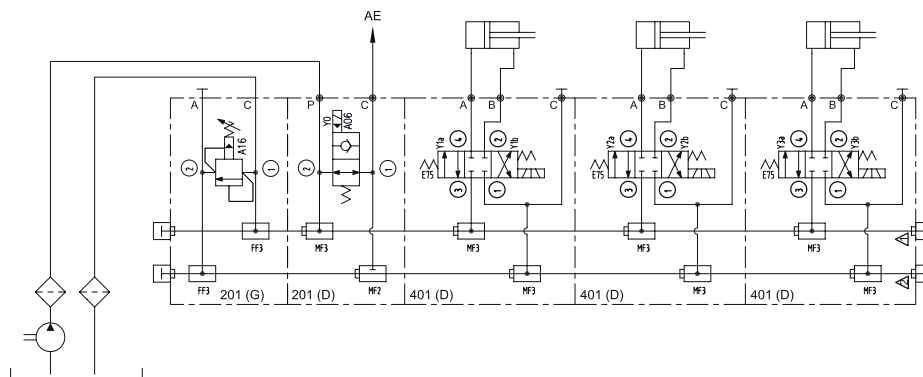 AE
A C P C A B C A B C A B C
Y0
A06
A16
2 1 2 1
Y1a 4 2 Y1b
E75
3 1
Y2a 4 2 Y2b
E75
3 1
Y3a 4 2 Y3b
E75
3 1
FF3 MF3 MF3 MF3 MF3
1
FF3 MF2 MF3 MF3 MF3
2
201 (G) 201 (D) 401 (D) 401 (D) 401 (D)